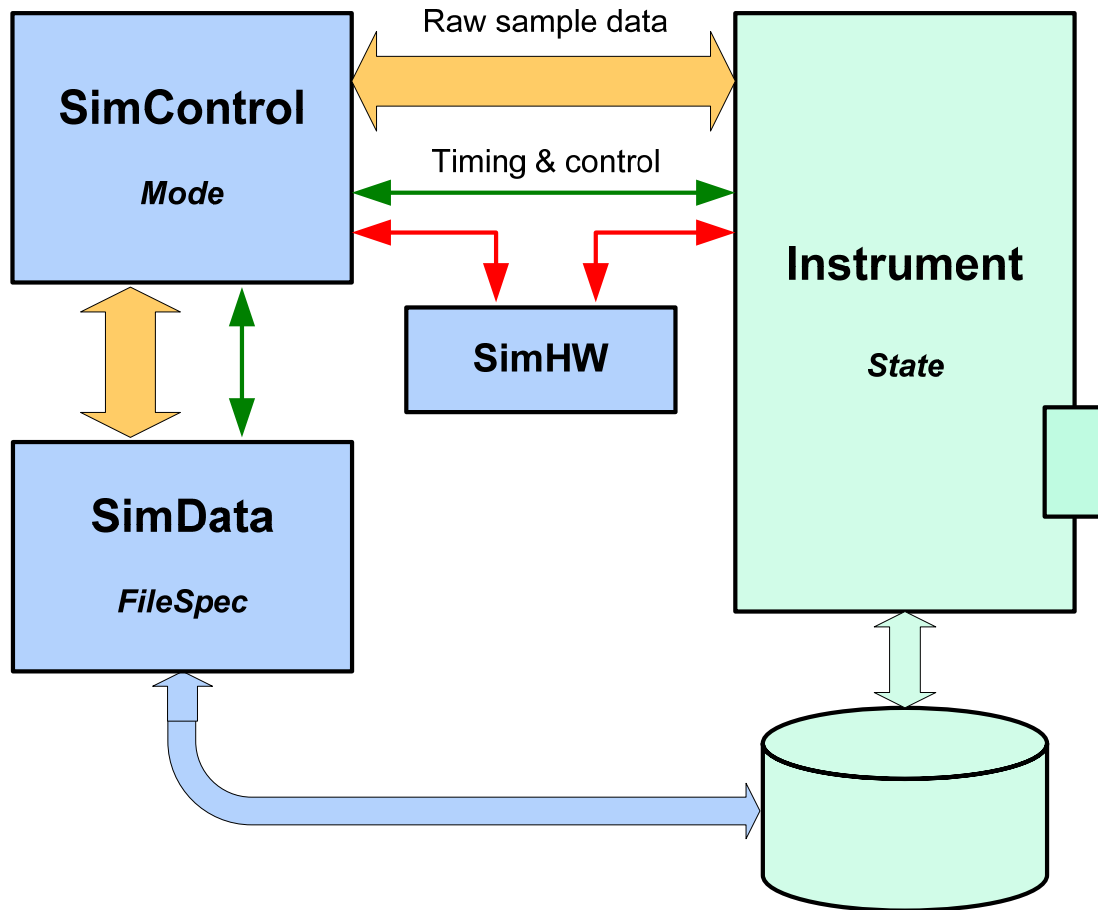 Raw sample data
SimControl
Mode
Timing & control
Instrument
State
SimHW
SimData
FileSpec